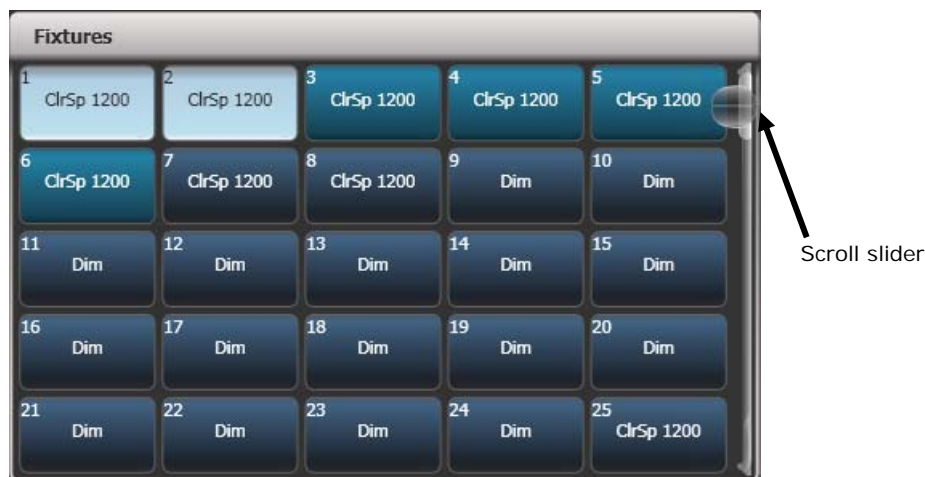 Fixtures
1 2 3 4 5
ClrSp 1200 ClrSp 1200 ClrSp 1200 ClrSp 1200 ClrSp 1200
6 7 8 9 10
ClrSp 1200 ClrSp 1200 ClrSp 1200 Dim Dim
11 12 13 14 15
Dim Dim Dim Dim Dim
Scroll slider
16 17 18 19 20
Dim Dim Dim Dim Dim
21 22 23 24 25
Dim Dim Dim Dim ClrSp 1200